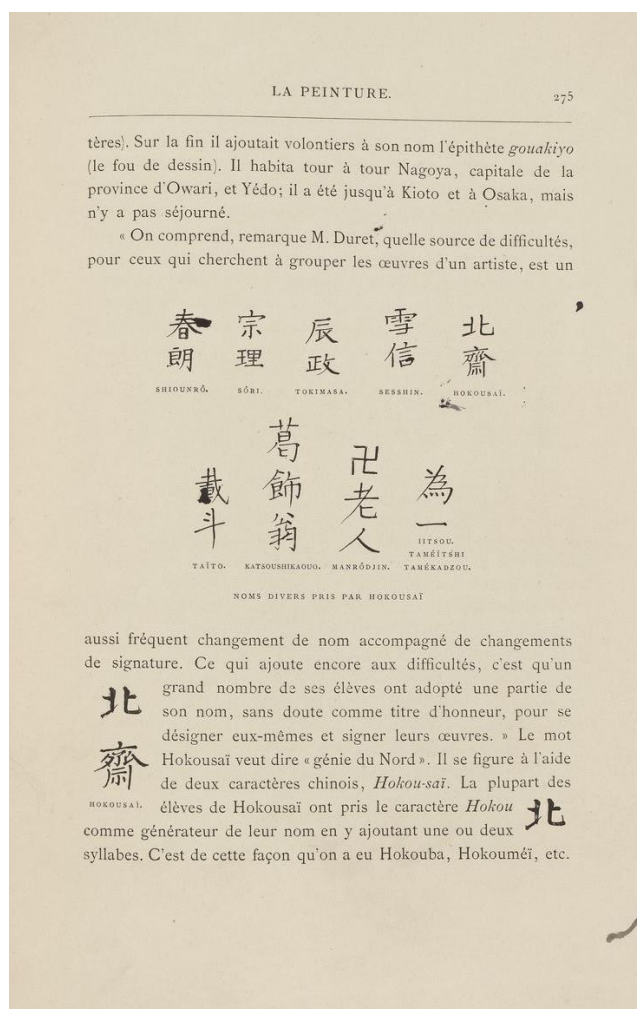 LA PEINTURE.
275
tères). Sur la fin il ajoutait volontiers à son nom l'épithète gouakiyo
(le fou de dessin). Il habita tour à tour Nagoya, capitale de la
province d'Owari, et Yédo; il a été jusqu'à Kioto et à Osaka, mais
n'y a pas séjourné.
« On comprend, remarque M. Duret, quelle source de difficultés,
pour ceux qui cherchent à grouper les œuvres d'un artiste, est un
春朗
宗理
辰政
雪信
北齋
SHIOUNRÔ.
SÔRI.
TOKIMASA.
SESSHIN.
HOKOUSAÏ.
戴斗
葛飾翁
卍老人
為一
TAÏTO.
KATSOUSHIKAOUO.
MANRÔDJIN.
IITSOU.
TAMÉÏTSHI
TAMÉKADZOU.
NOMS DIVERS PRIS PAR HOKOUSAÏ
aussi fréquent changement de nom accompagné de changements
de signature. Ce qui ajoute encore aux difficultés, c'est qu'un
grand nombre de ses élèves ont adopté une partie de
son nom, sans doute comme titre d'honneur, pour se
désigner eux-mêmes et signer leurs œuvres. » Le mot
Hokousaï veut dire « génie du Nord ». Il se figure à l'aide
de deux caractères chinois, Hokou-saï. La plupart des
北齋
HOKOUSAÏ.
élèves de Hokousaï ont pris le caractère Hokou
北
comme générateur de leur nom en y ajoutant une ou deux
syllabes. C'est de cette façon qu'on a eu Hokouba, Hokouméï, etc.